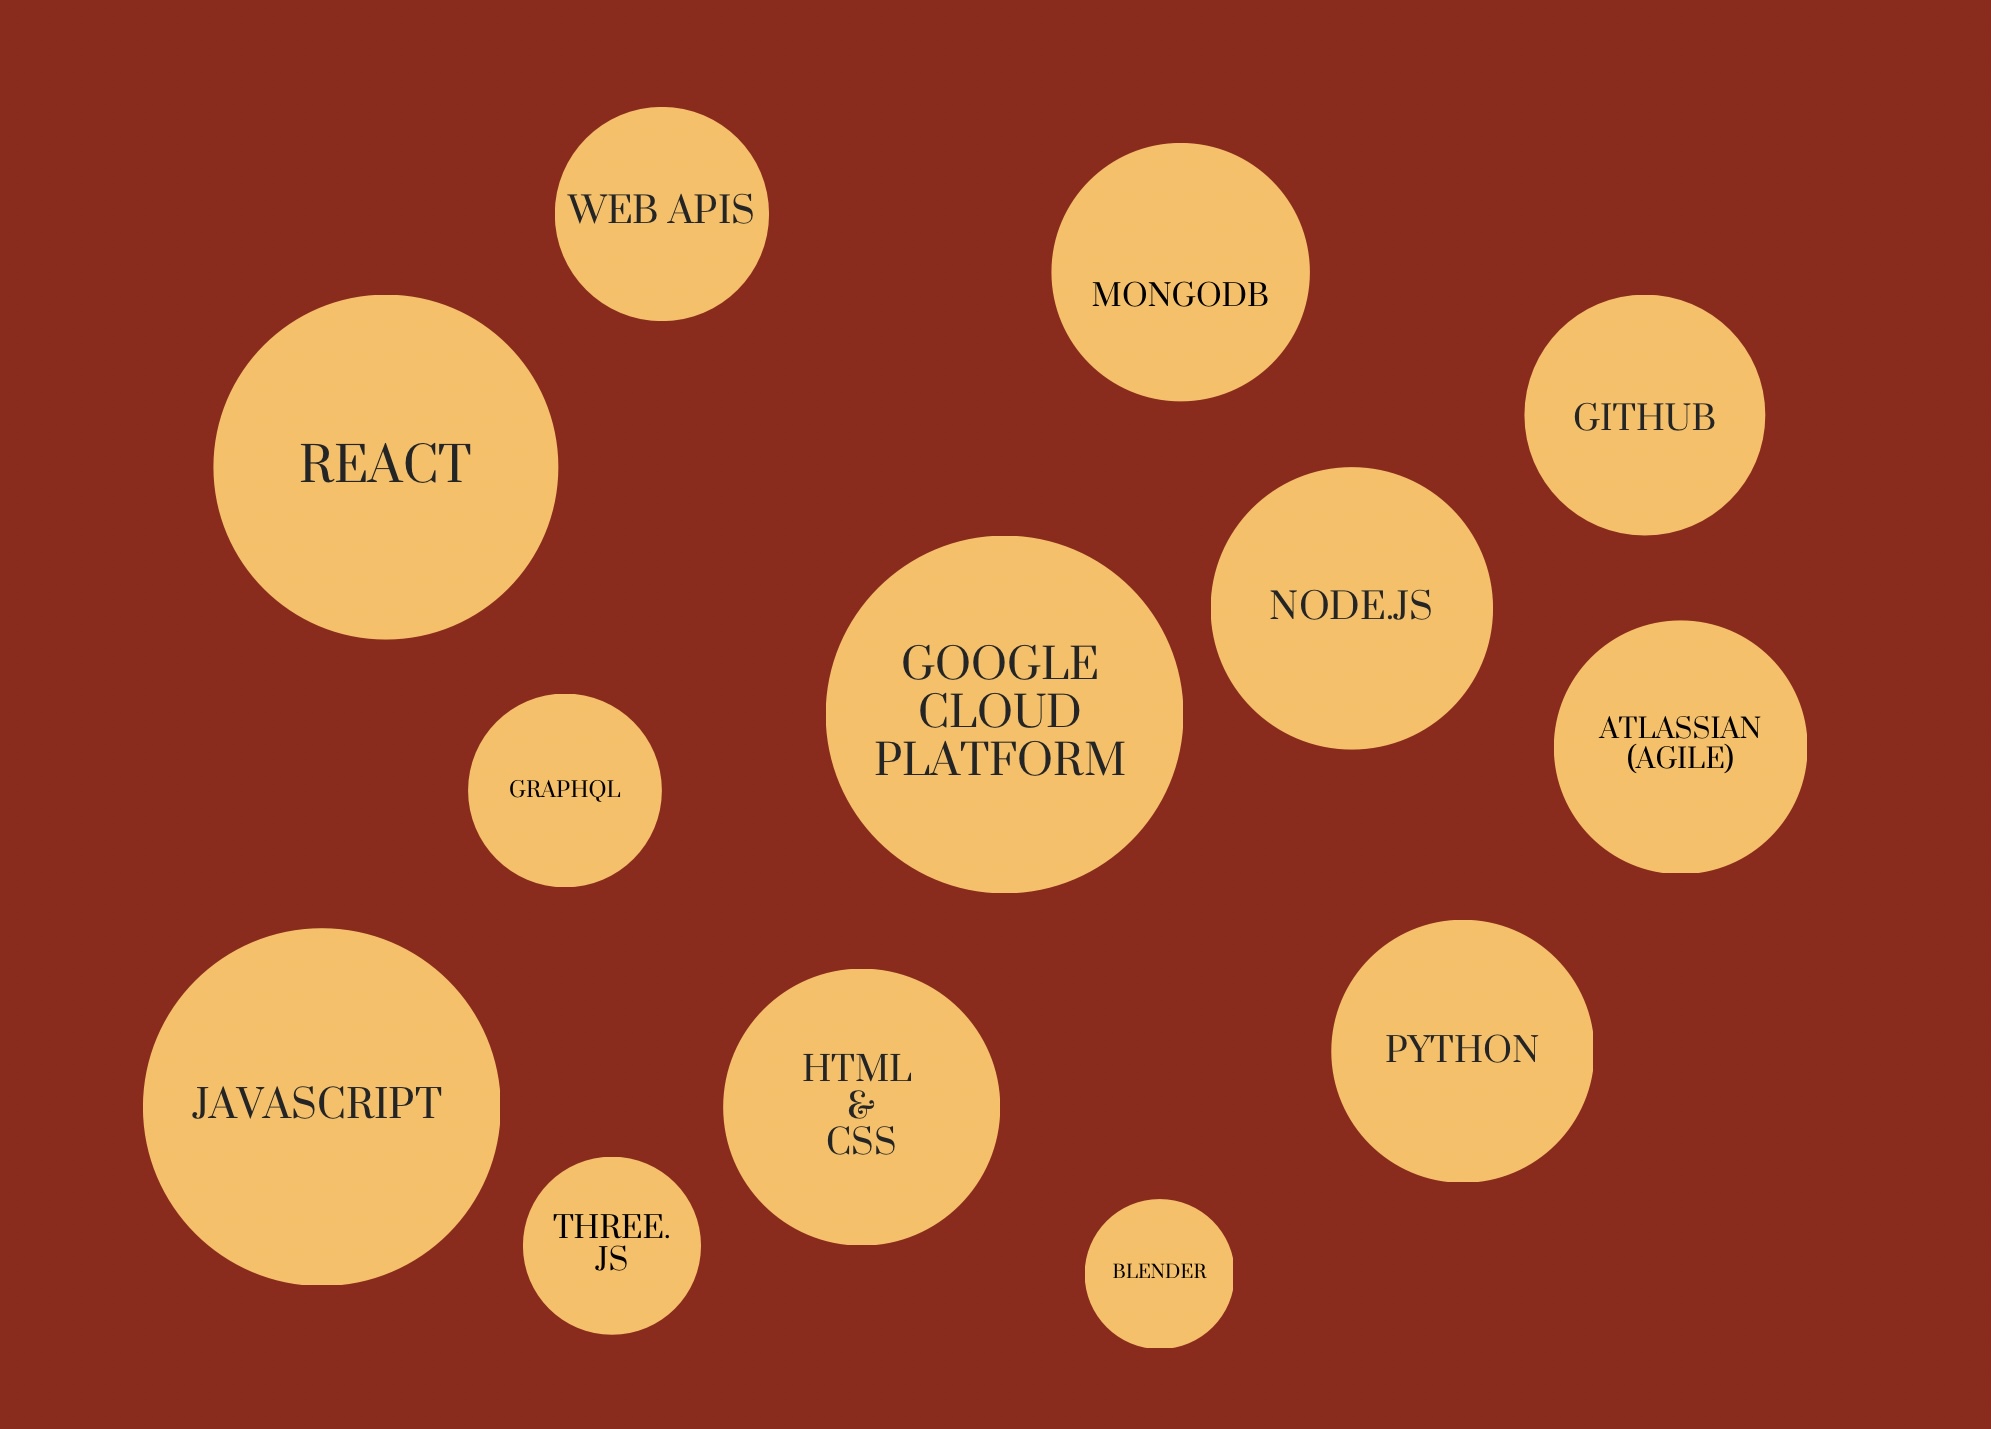 WEB APIS
MONGODB
GITHUB
REACT
NODE.JS
GOOGLE
CLOUD
PLATFORM
ATLASSIAN
(AGILE)
GRAPHQL
PYTHON
HTML
&
CSS
JAVASCRIPT
THREE.
JS
BLENDER